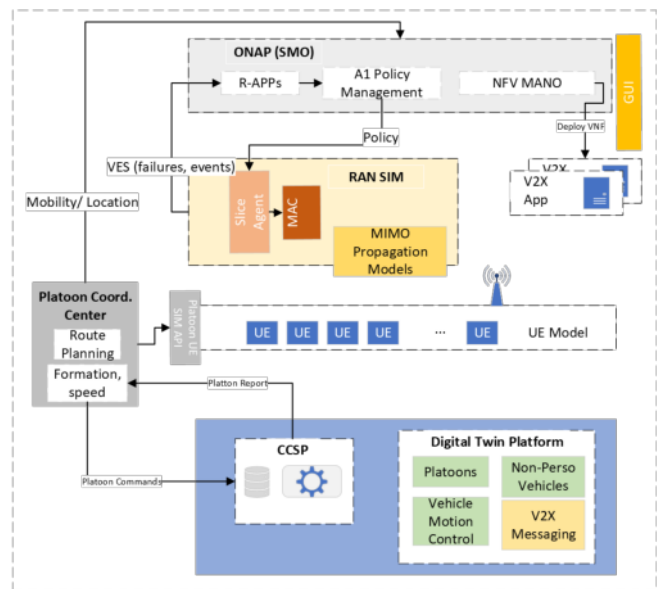 ONAP (SMO)
R-APPs
A1 Policy
Management
NFV MANO
GUI
Deploy VNF
Policy
VES (failures, events)
RAN SIM
Slice
Agent
MAC
MIMO
Propagation
Models
V2X
V2X
App
Mobility/ Location
Platoon Coord.
Center
Route
Planning
Formation,
speed
Platoon UE
SIM API
UE
UE
UE
UE
...
UE
UE Model
Platton Report
Platoon Commands
CCSP
Digital Twin Platform
Platoons
Non-Perso
Vehicles
Vehicle
Motion
Control
V2X
Messaging